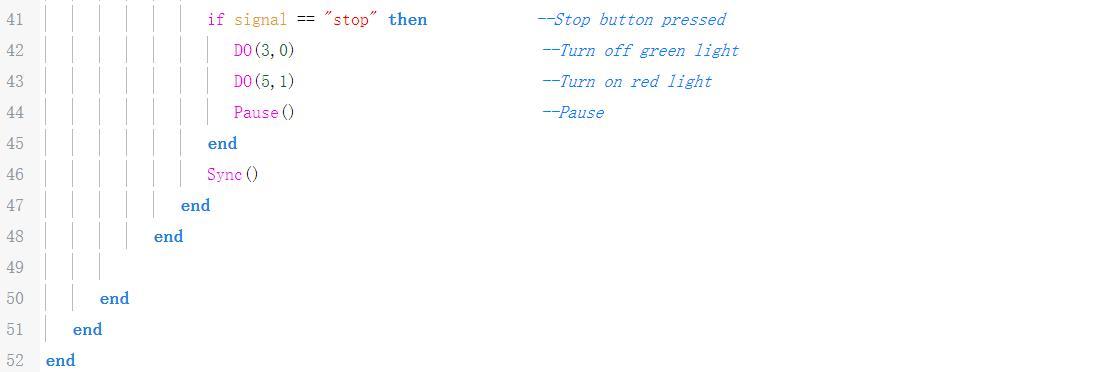 41 if signal == "stop" then --Stop button pressed
42 DO(3,0) --Turn off green light
43 DO(5,1) --Turn on red light
44 Pause() --Pause
45 end
46 Sync()
47 end
48 end
49
50 end
51 end
52 end